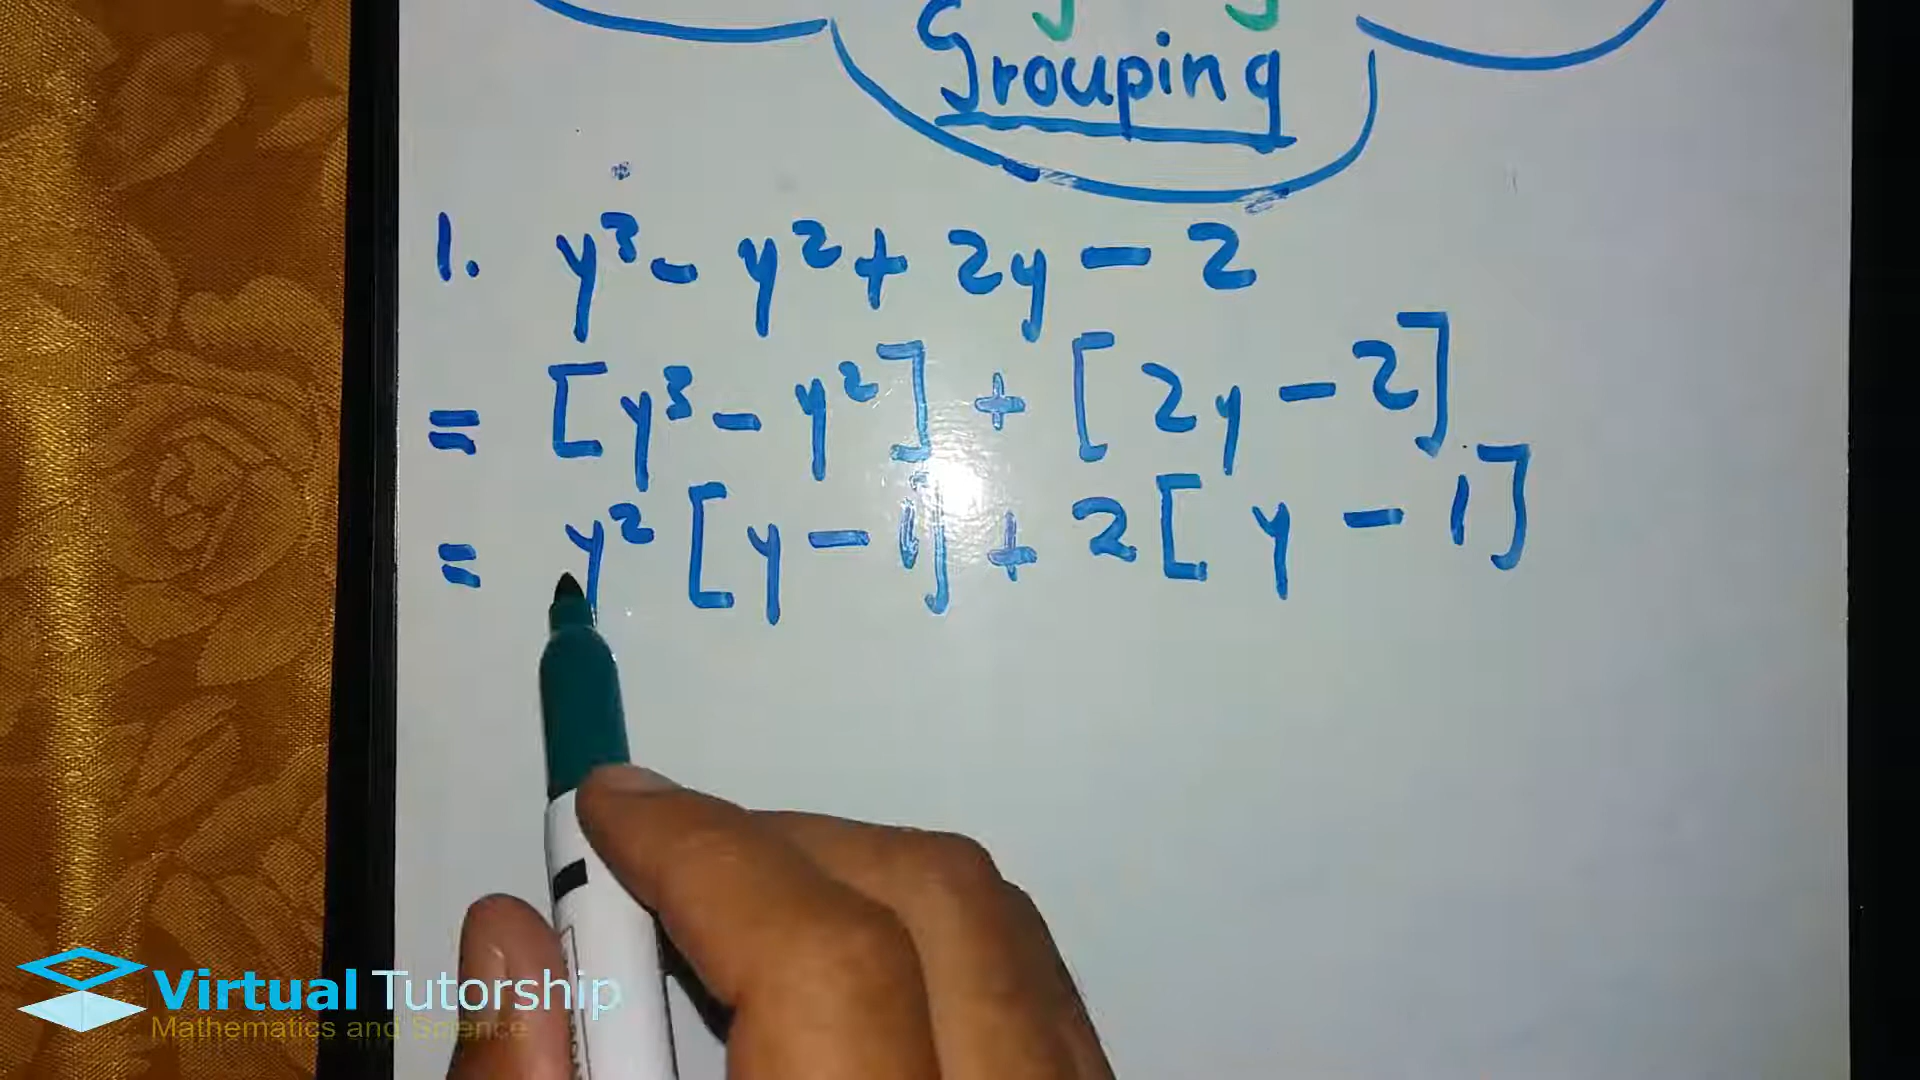 Grouping
1. y³ - y² + 2y - 2
= [y³ - y²] + [2y - 2]
= y² [y - 1] + 2 [y - 1]
Virtual Tutorship
Mathematics and Science